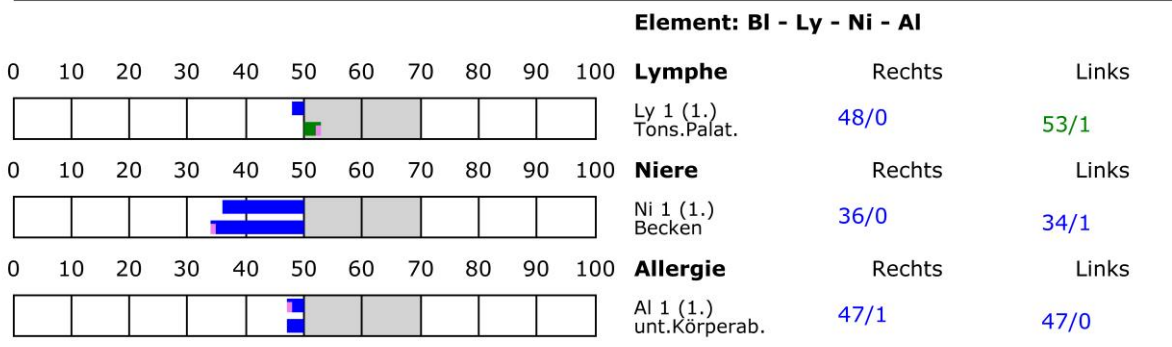 Element: Bl - Ly - Ni - Al
0 10 20 30 40 50 60 70 80 90 100 Lymphe Rechts Links
Ly 1 (1.)
Tons.Palat. 48/0 53/1
0 10 20 30 40 50 60 70 80 90 100 Niere Rechts Links
Ni 1 (1.)
Becken 36/0 34/1
0 10 20 30 40 50 60 70 80 90 100 Allergie Rechts Links
Al 1 (1.)
unt.Körperab. 47/1 47/0